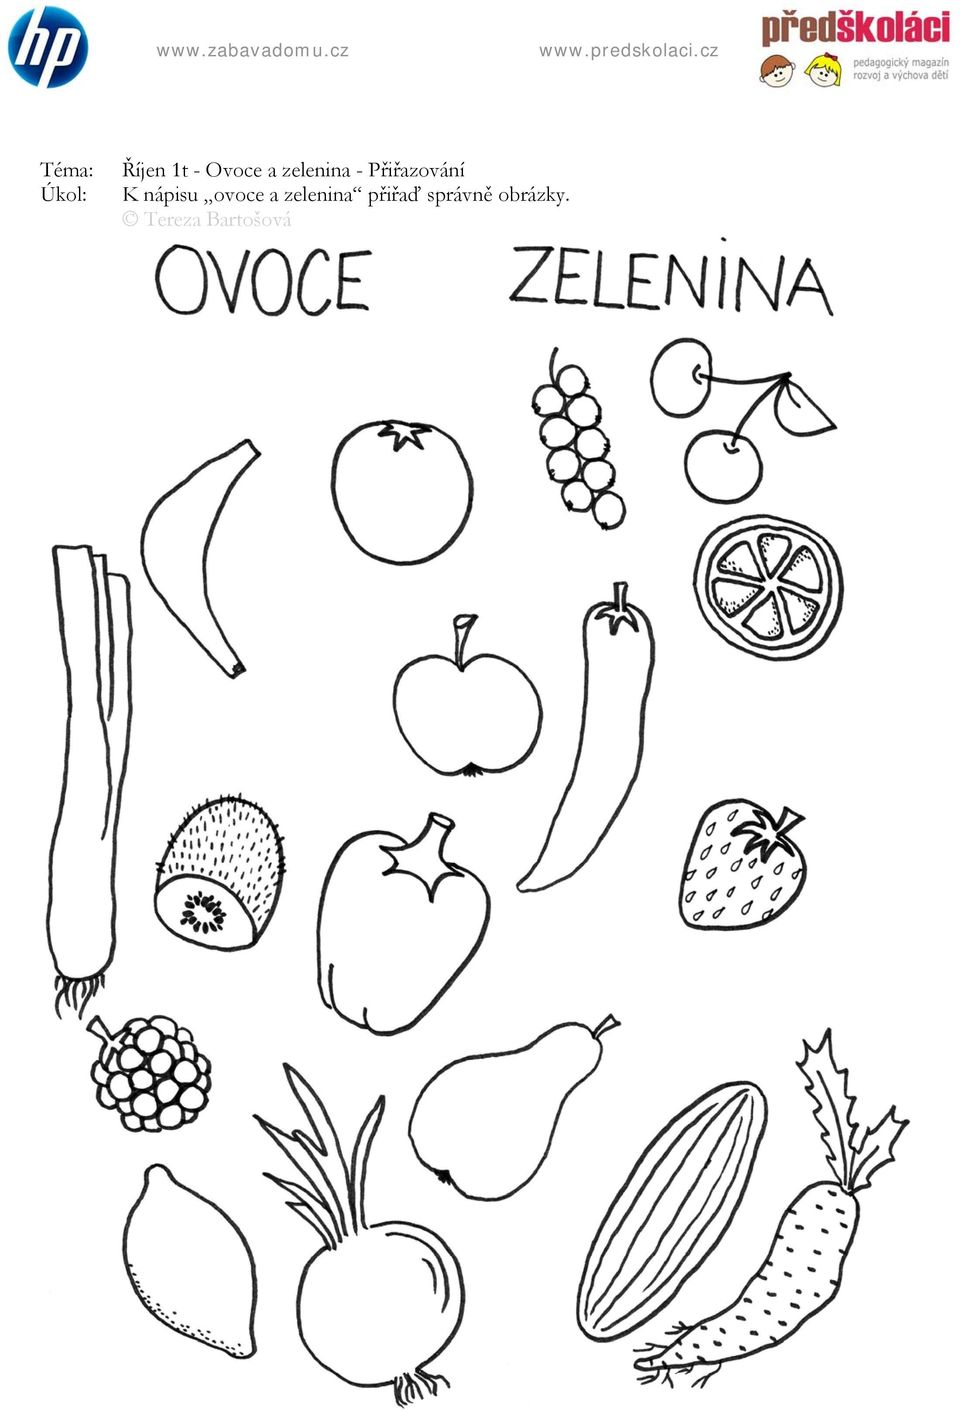 hp
www.zabavadomu.cz www.predskolaci.cz
předškoláci
pedagogický magazín
rozvoj a výchova dětí
Téma: Říjen 1t - Ovoce a zelenina - Přiřazování
Úkol: K nápisu „ovoce a zelenina“ přiřaď správně obrázky.
© Tereza Bartošová
OVOCE ZELENINA